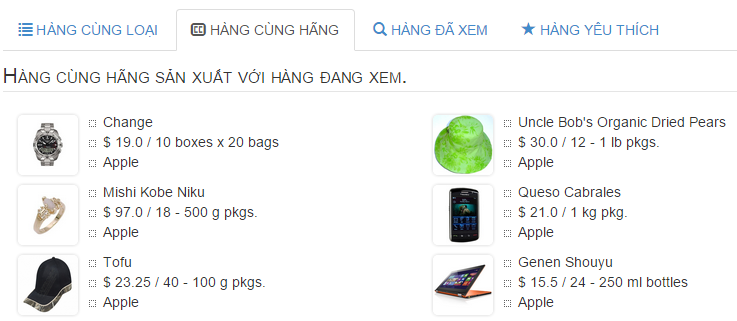 HÀNG CÙNG LOẠI
HÀNG CÙNG HÃNG
HÀNG ĐÃ XEM
HÀNG YÊU THÍCH
HÀNG CÙNG HÃNG SẢN XUẤT VỚI HÀNG ĐANG XEM.
Change
$ 19.0 / 10 boxes x 20 bags
Apple
Uncle Bob's Organic Dried Pears
$ 30.0 / 12 - 1 lb pkgs.
Apple
Mishi Kobe Niku
$ 97.0 / 18 - 500 g pkgs.
Apple
Queso Cabrales
$ 21.0 / 1 kg pkg.
Apple
Tofu
$ 23.25 / 40 - 100 g pkgs.
Apple
Genen Shouyu
$ 15.5 / 24 - 250 ml bottles
Apple